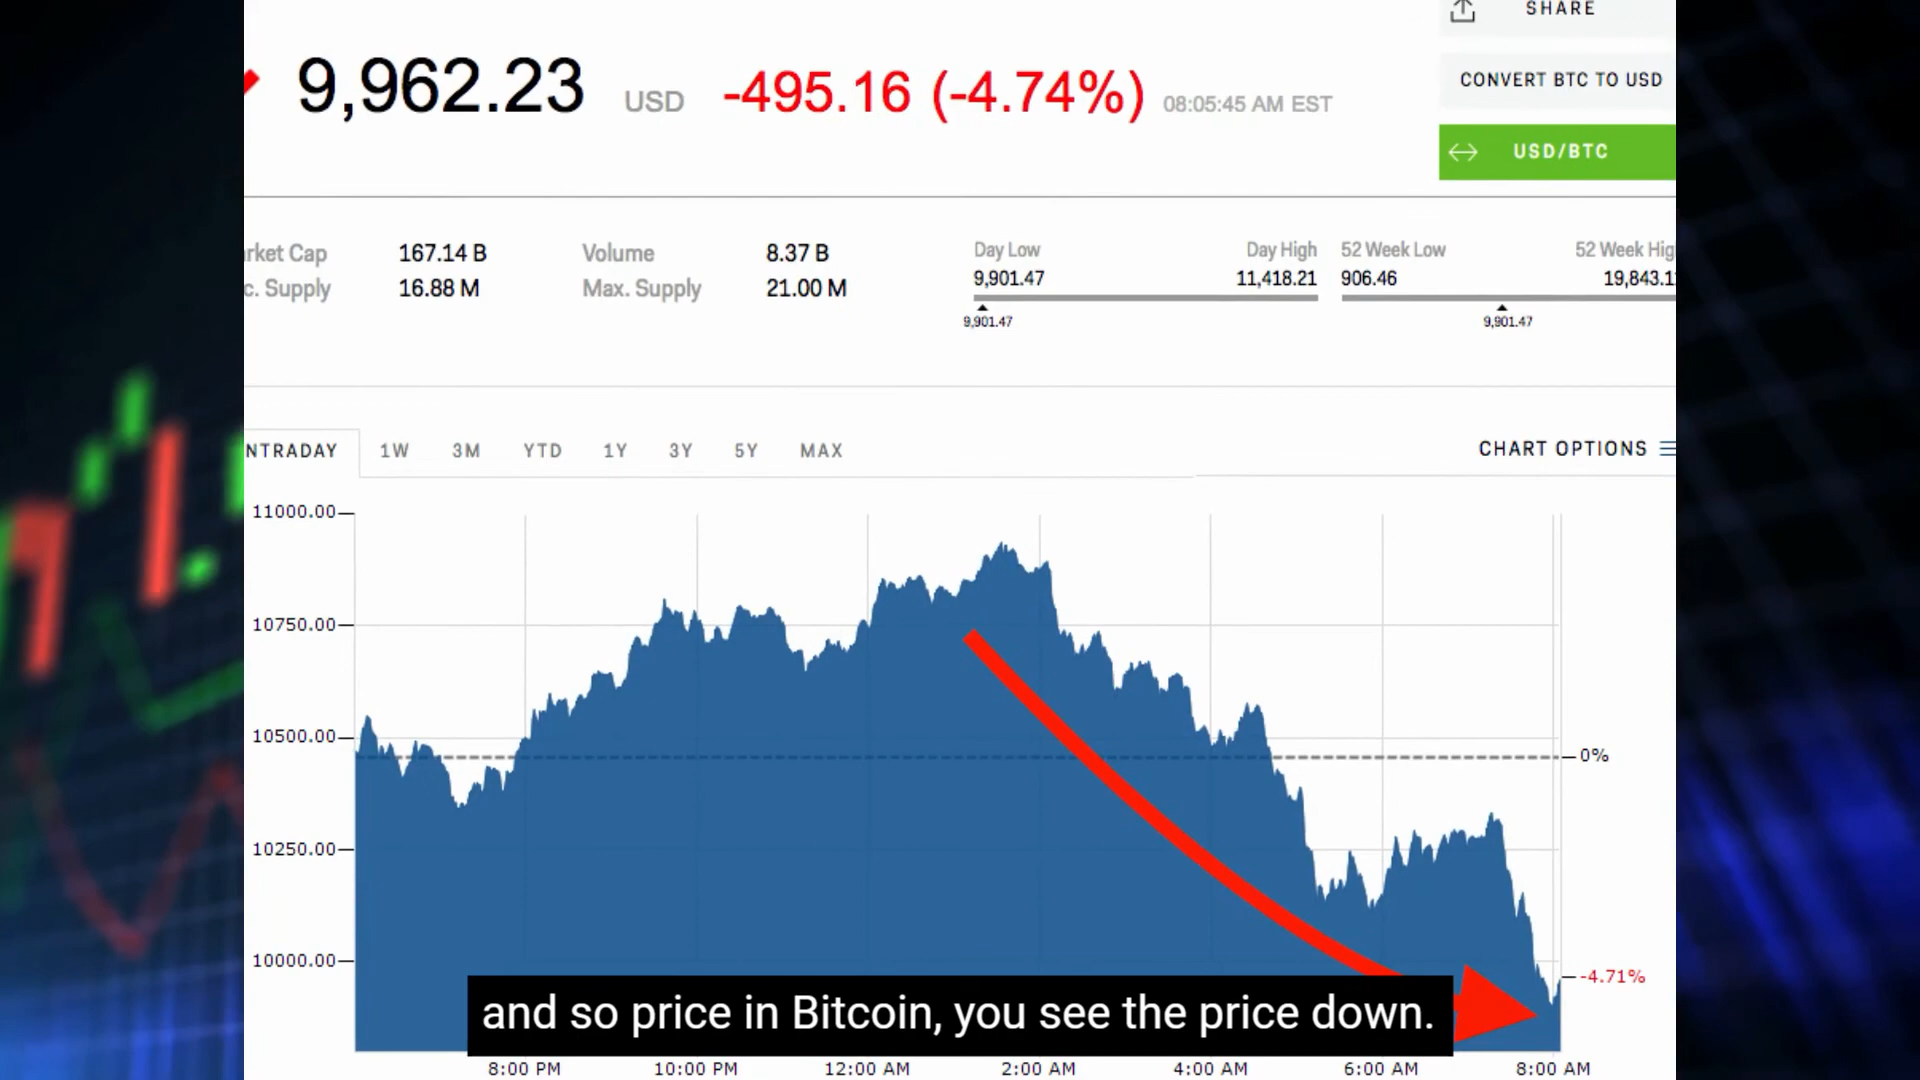 SHARE
9,962.23 USD -495.16 (-4.74%) 08:05:45 AM EST
CONVERT BTC TO USD
USD/BTC
rket Cap 167.14 B Volume 8.37 B Day Low Day High 52 Week Low 52 Week Hig
c. Supply 16.88 M Max. Supply 21.00 M 9,901.47 11,418.21 906.46 19,843.1
9,901.47 9,901.47
NTRADAY 1W 3M YTD 1Y 3Y 5Y MAX CHART OPTIONS
11000.00
10750.00
10500.00
0%
10250.00
10000.00
-4.71%
and so price in Bitcoin, you see the price down.
8:00 PM 10:00 PM 12:00 AM 2:00 AM 4:00 AM 6:00 AM 8:00 AM